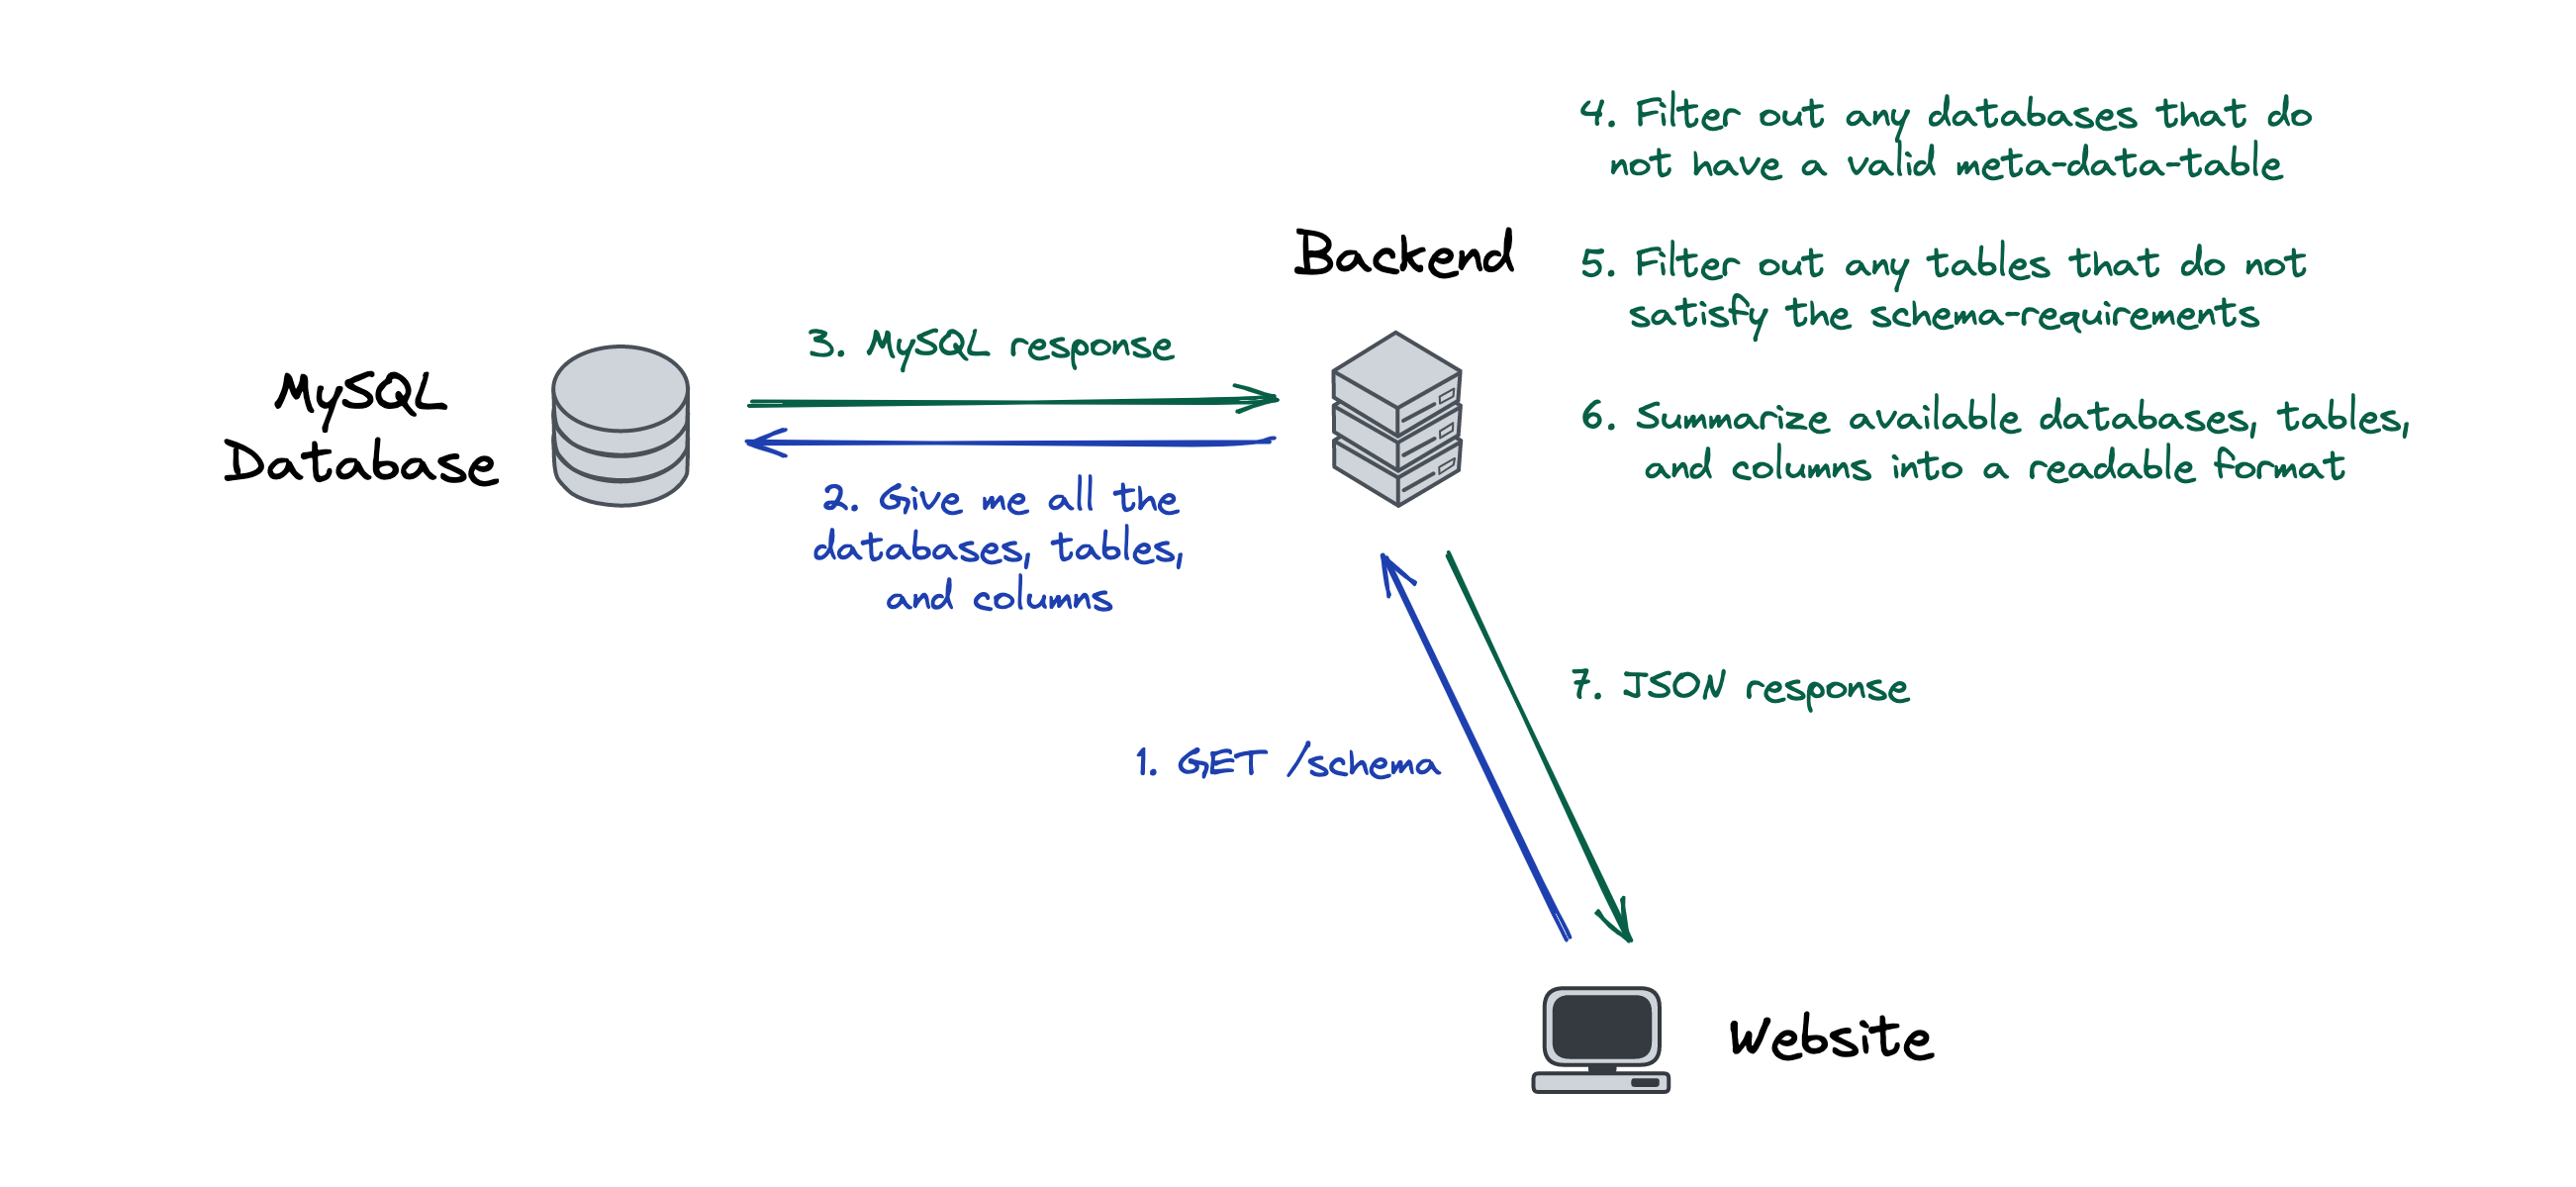 4. Filter out any databases that do
not have a valid meta-data-table
Backend
5. Filter out any tables that do not
satisfy the schema-requirements
3. MySQL response
MySQL
Database
6. Summarize available databases, tables,
and columns into a readable format
2. Give me all the
databases, tables,
and columns
7. JSON response
1. GET /schema
Website